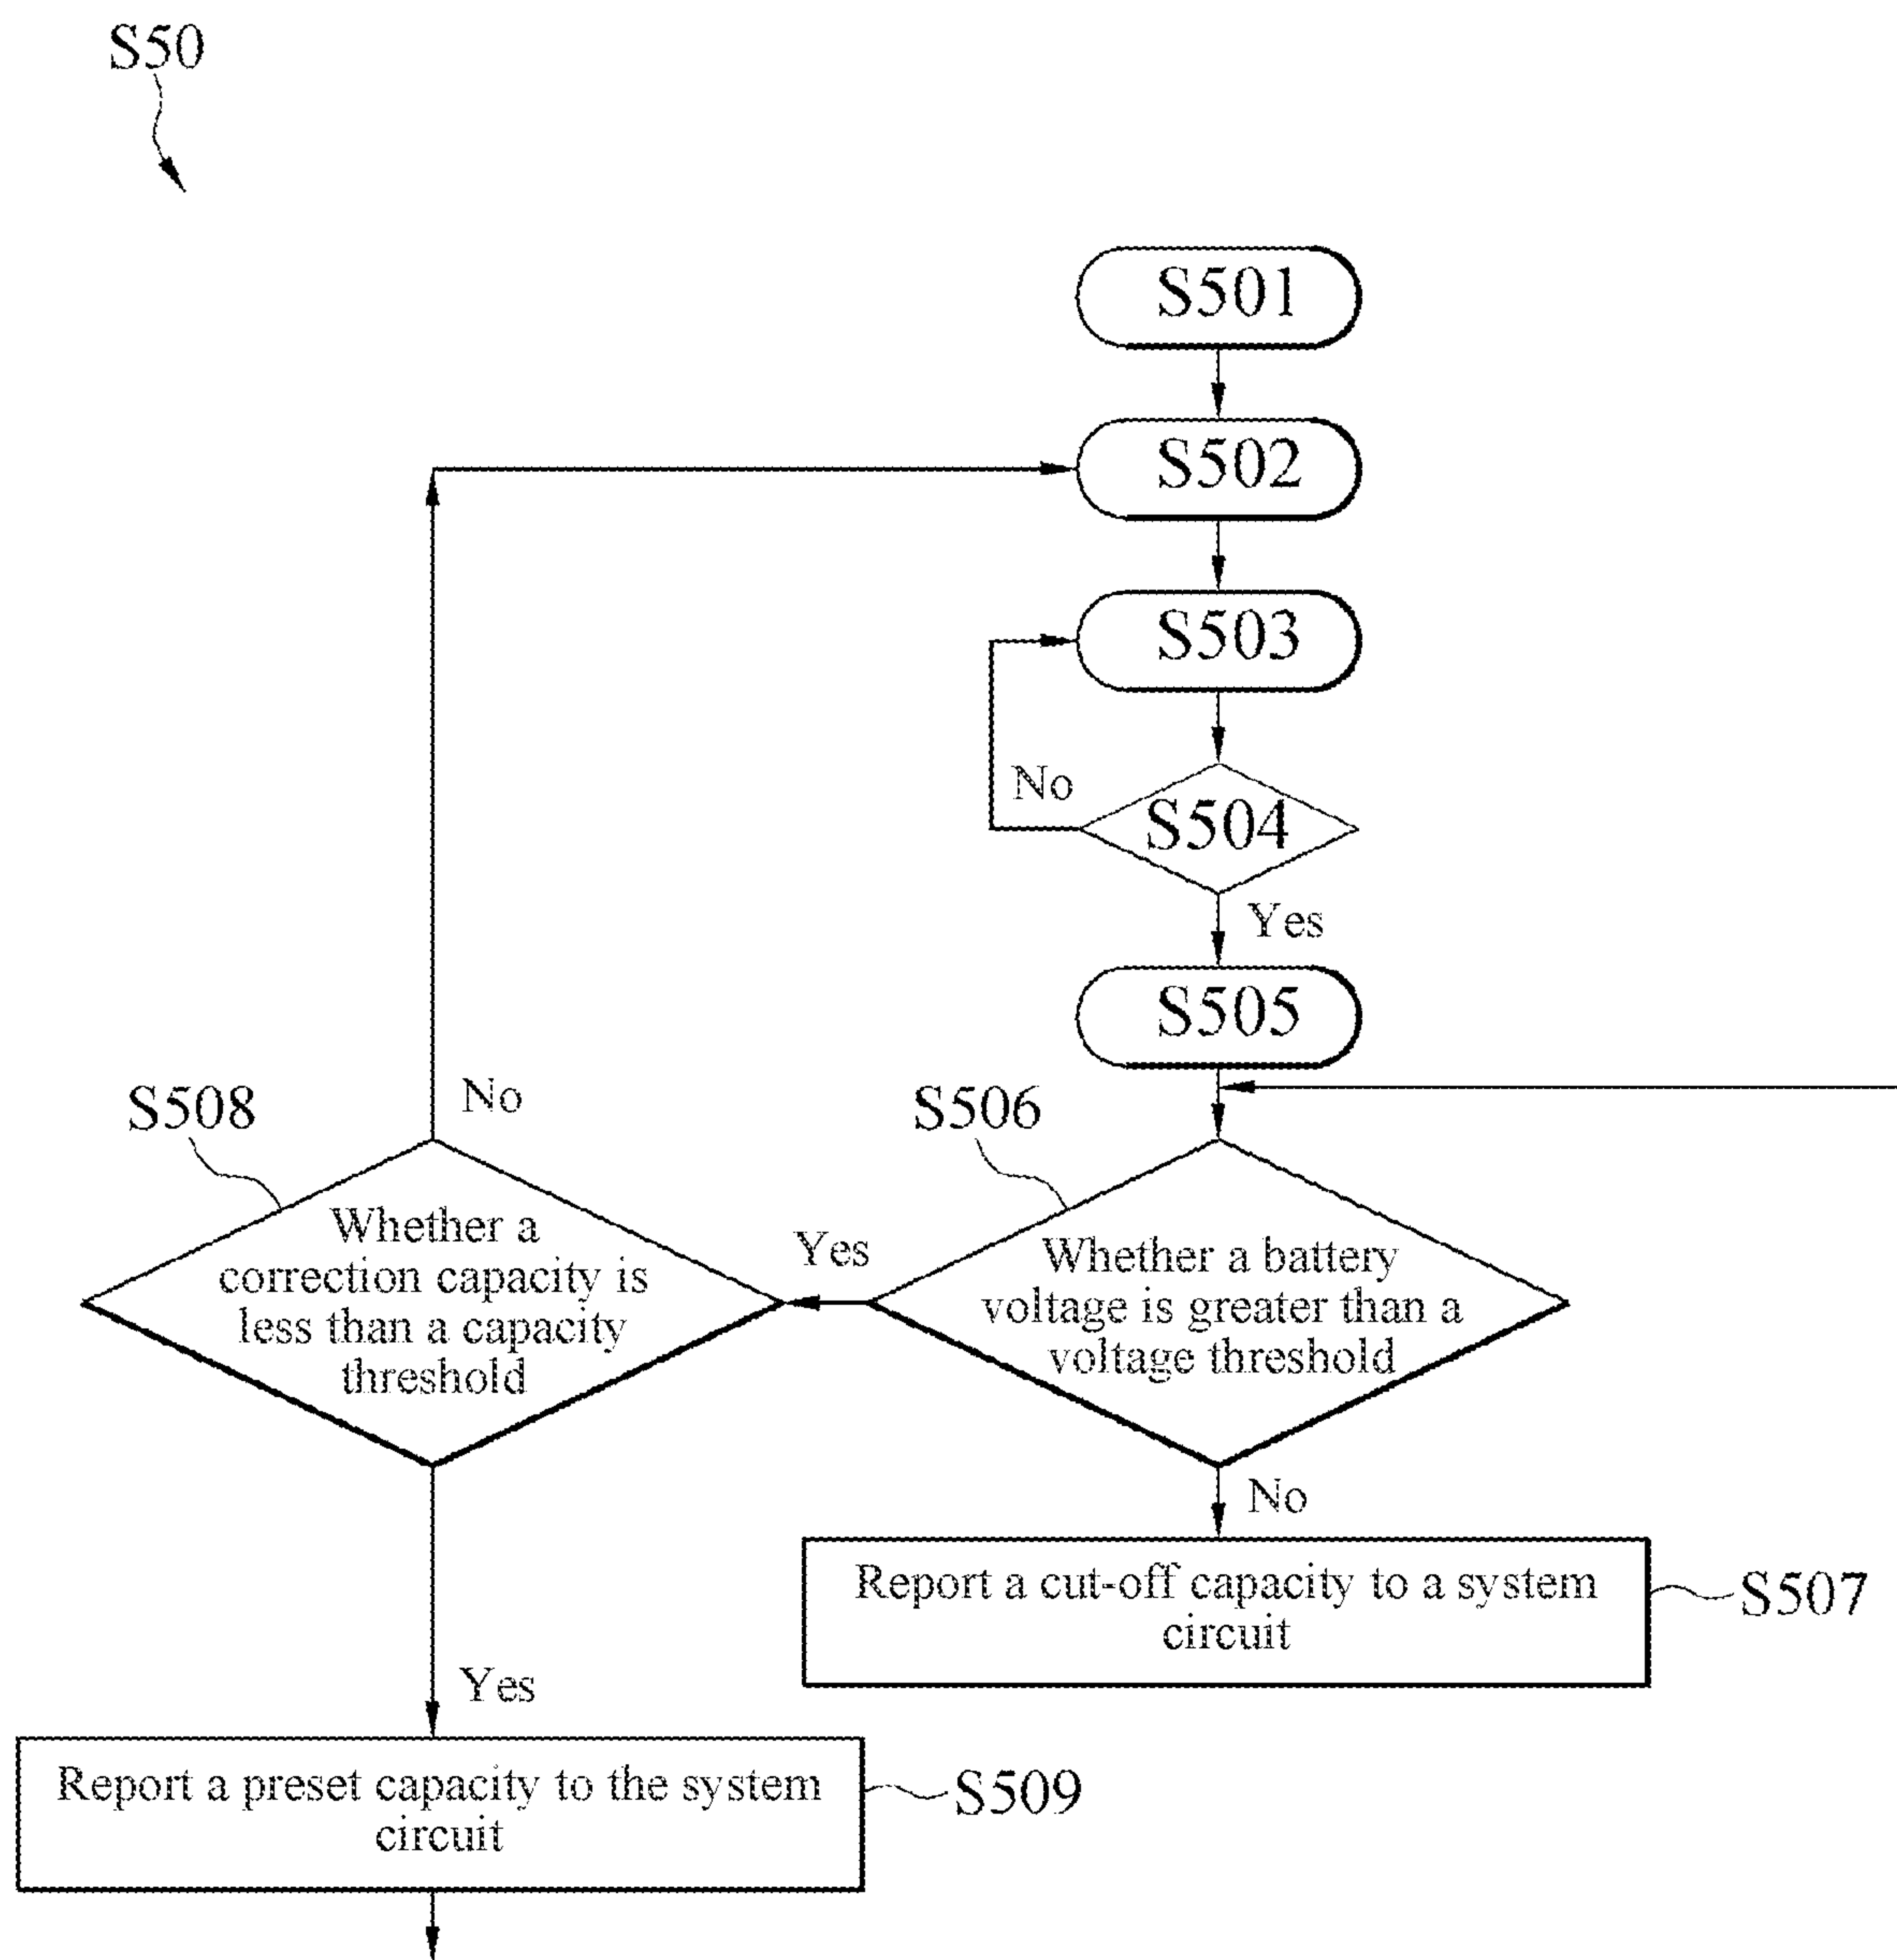 S50
S501
S502
S503
No
S504
Yes
S505
S508
No
S506
Whether a
correction capacity is
less than a capacity
threshold
Yes
Whether a battery
voltage is greater than a
voltage threshold
No
Report a cut-off capacity to a system
circuit
S507
Yes
Report a preset capacity to the system
circuit
S509